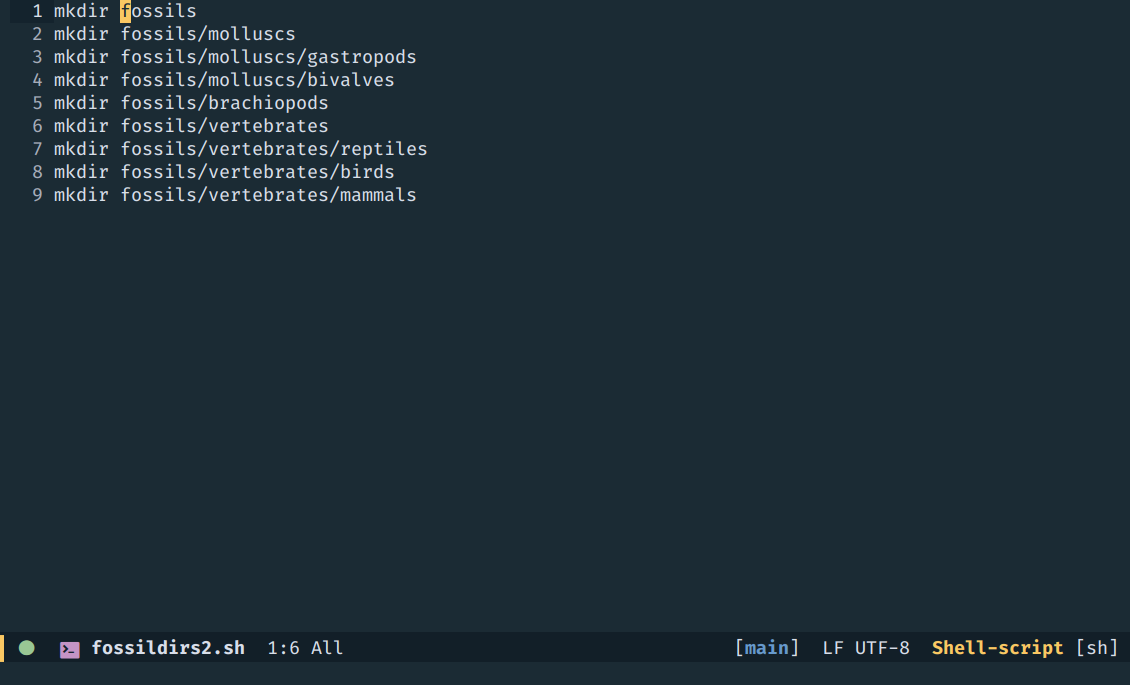 1 mkdir fossils
2 mkdir fossils/molluscs
3 mkdir fossils/molluscs/gastropods
4 mkdir fossils/molluscs/bivalves
5 mkdir fossils/brachiopods
6 mkdir fossils/vertebrates
7 mkdir fossils/vertebrates/reptiles
8 mkdir fossils/vertebrates/birds
9 mkdir fossils/vertebrates/mammals
fossildirs2.sh 1:6 All [main] LF UTF-8 Shell-script [sh]